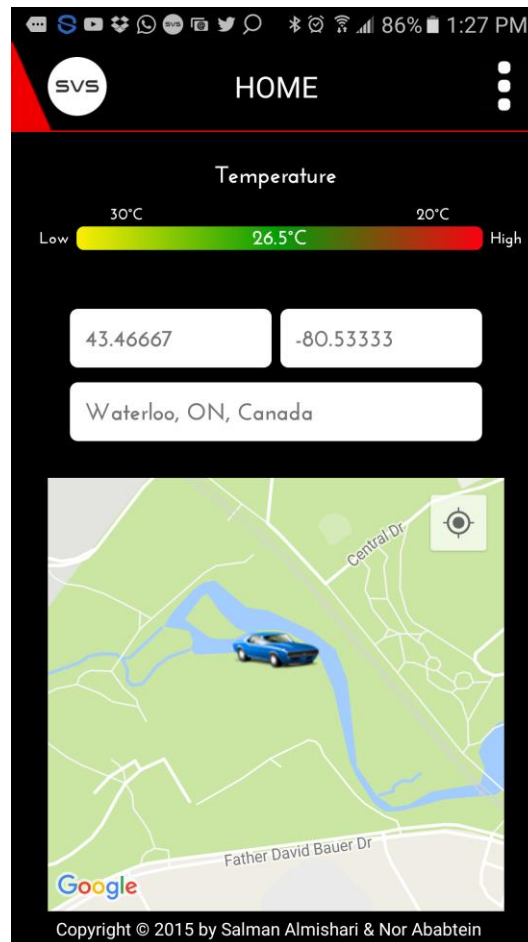 86% 1:27 PM
SVS HOME
Temperature
30°C 20°C
Low 26.5°C High
43.46667 -80.53333
Waterloo, ON, Canada
Central Dr
Father David Bauer Dr
Google
Copyright © 2015 by Salman Almishari & Nor Ababtein